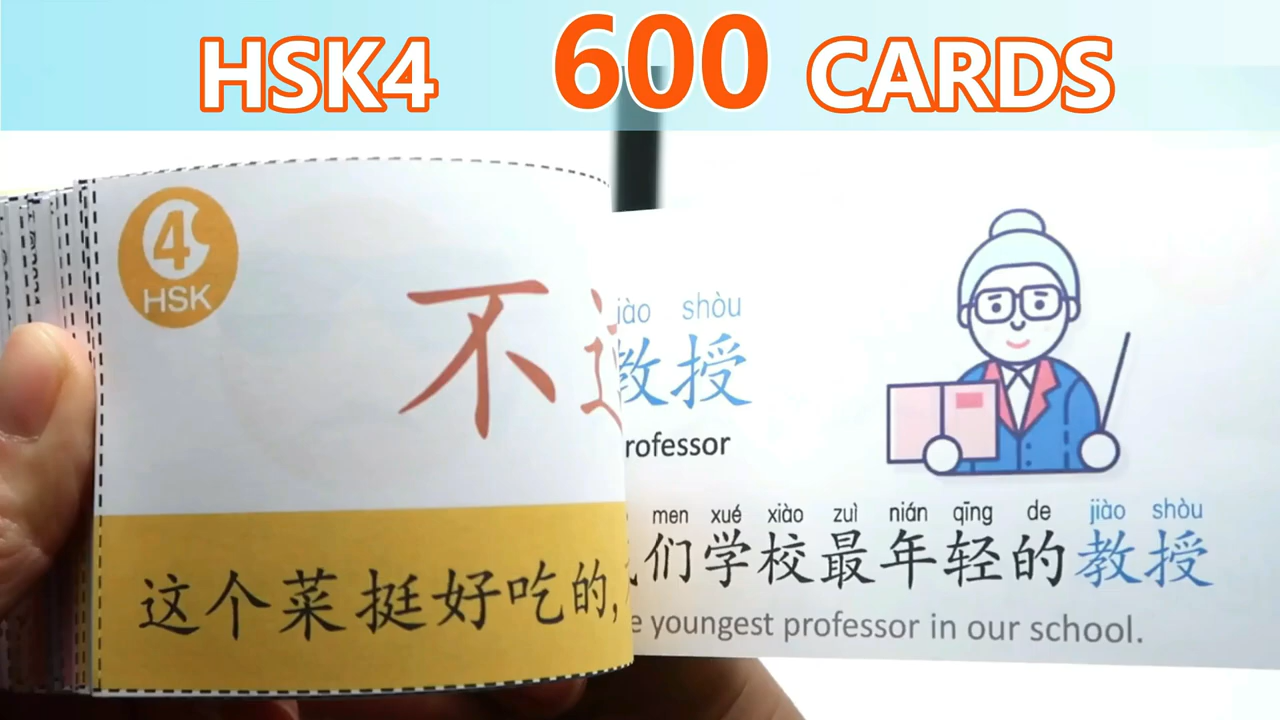 HSK4 600 CARDS
4
HSK
不
这个菜挺好吃的,
iào shòu
教授
rofessor
men xué xiào zuì nián qīng de jiào shòu
们学校最年轻的教授
e youngest professor in our school.